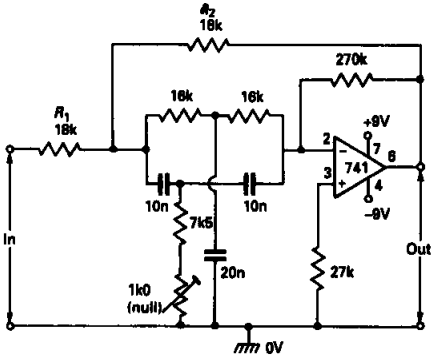 R2
18k
270k
R1
18k
16k
16k
+9V
2
7
6
741
3
4
-9V
10n
10n
7k5
20n
1k0
(null)
27k
In
Out
0V
− 
+